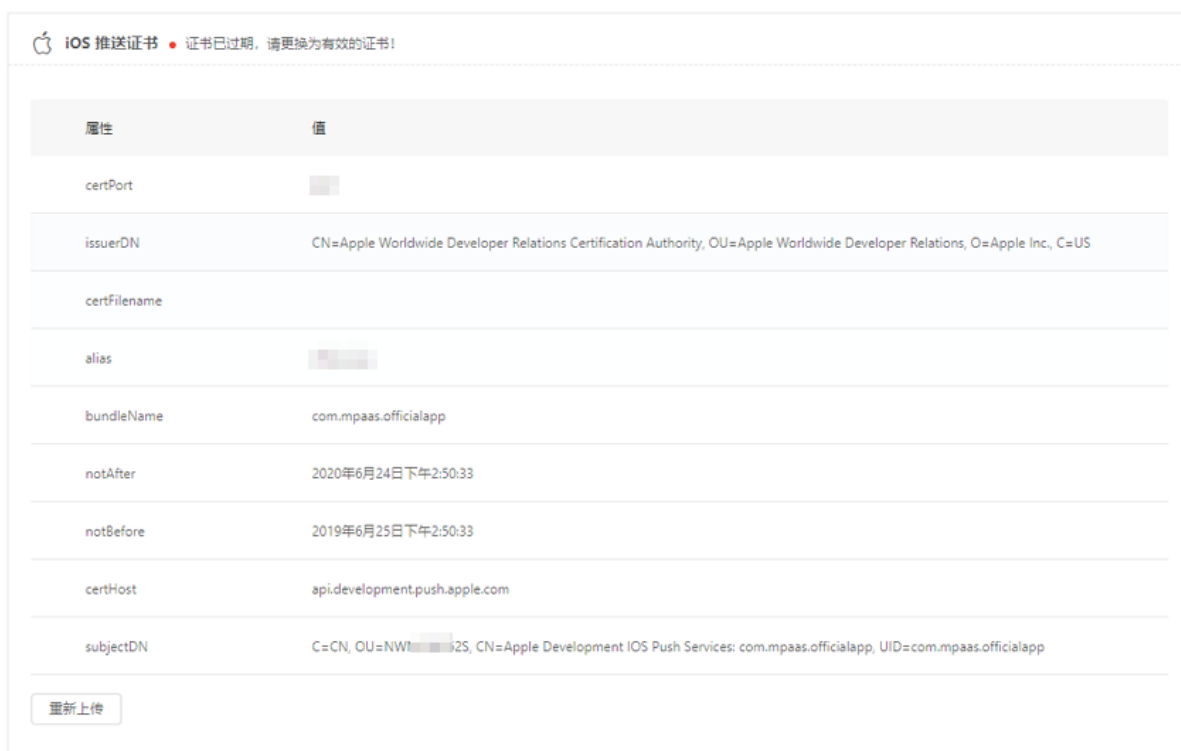 iOS 推送证书 ● 证书已过期，请更换为有效的证书！
属性 值
certPort
issuerDN CN=Apple Worldwide Developer Relations Certification Authority, OU=Apple Worldwide Developer Relations, O=Apple Inc., C=US
certFilename
alias
bundleName com.mpaas.officialapp
notAfter 2020年6月24日下午2:50:33
notBefore 2019年6月25日下午2:50:33
certHost api.development.push.apple.com
subjectDN C=CN, OU= CN=Apple Development IOS Push Services: com.mpaas.officialapp, UID=com.mpaas.officialapp
重新上传